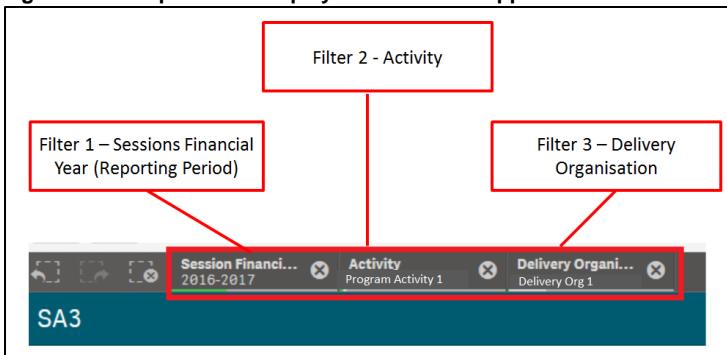 Filter 2 - Activity
Filter 1 – Sessions Financial
Year (Reporting Period)
Filter 3 – Delivery
Organisation
Session Financi...
2016-2017
Activity
Program Activity 1
Delivery Organi...
Delivery Org 1
SA3